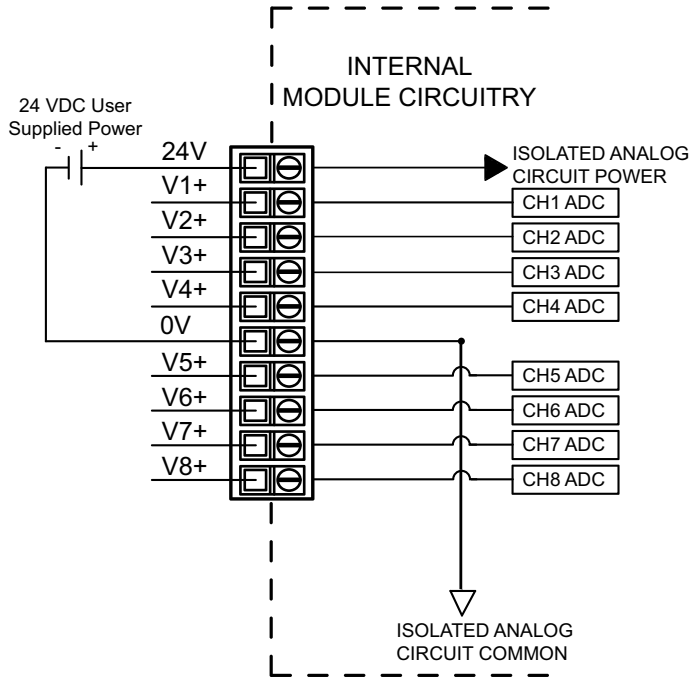 INTERNAL
MODULE CIRCUITRY
24 VDC User
Supplied Power
- +
24V
ISOLATED ANALOG
CIRCUIT POWER
V1+
CH1 ADC
V2+
CH2 ADC
V3+
CH3 ADC
V4+
CH4 ADC
0V
V5+
CH5 ADC
V6+
CH6 ADC
V7+
CH7 ADC
V8+
CH8 ADC
ISOLATED ANALOG
CIRCUIT COMMON